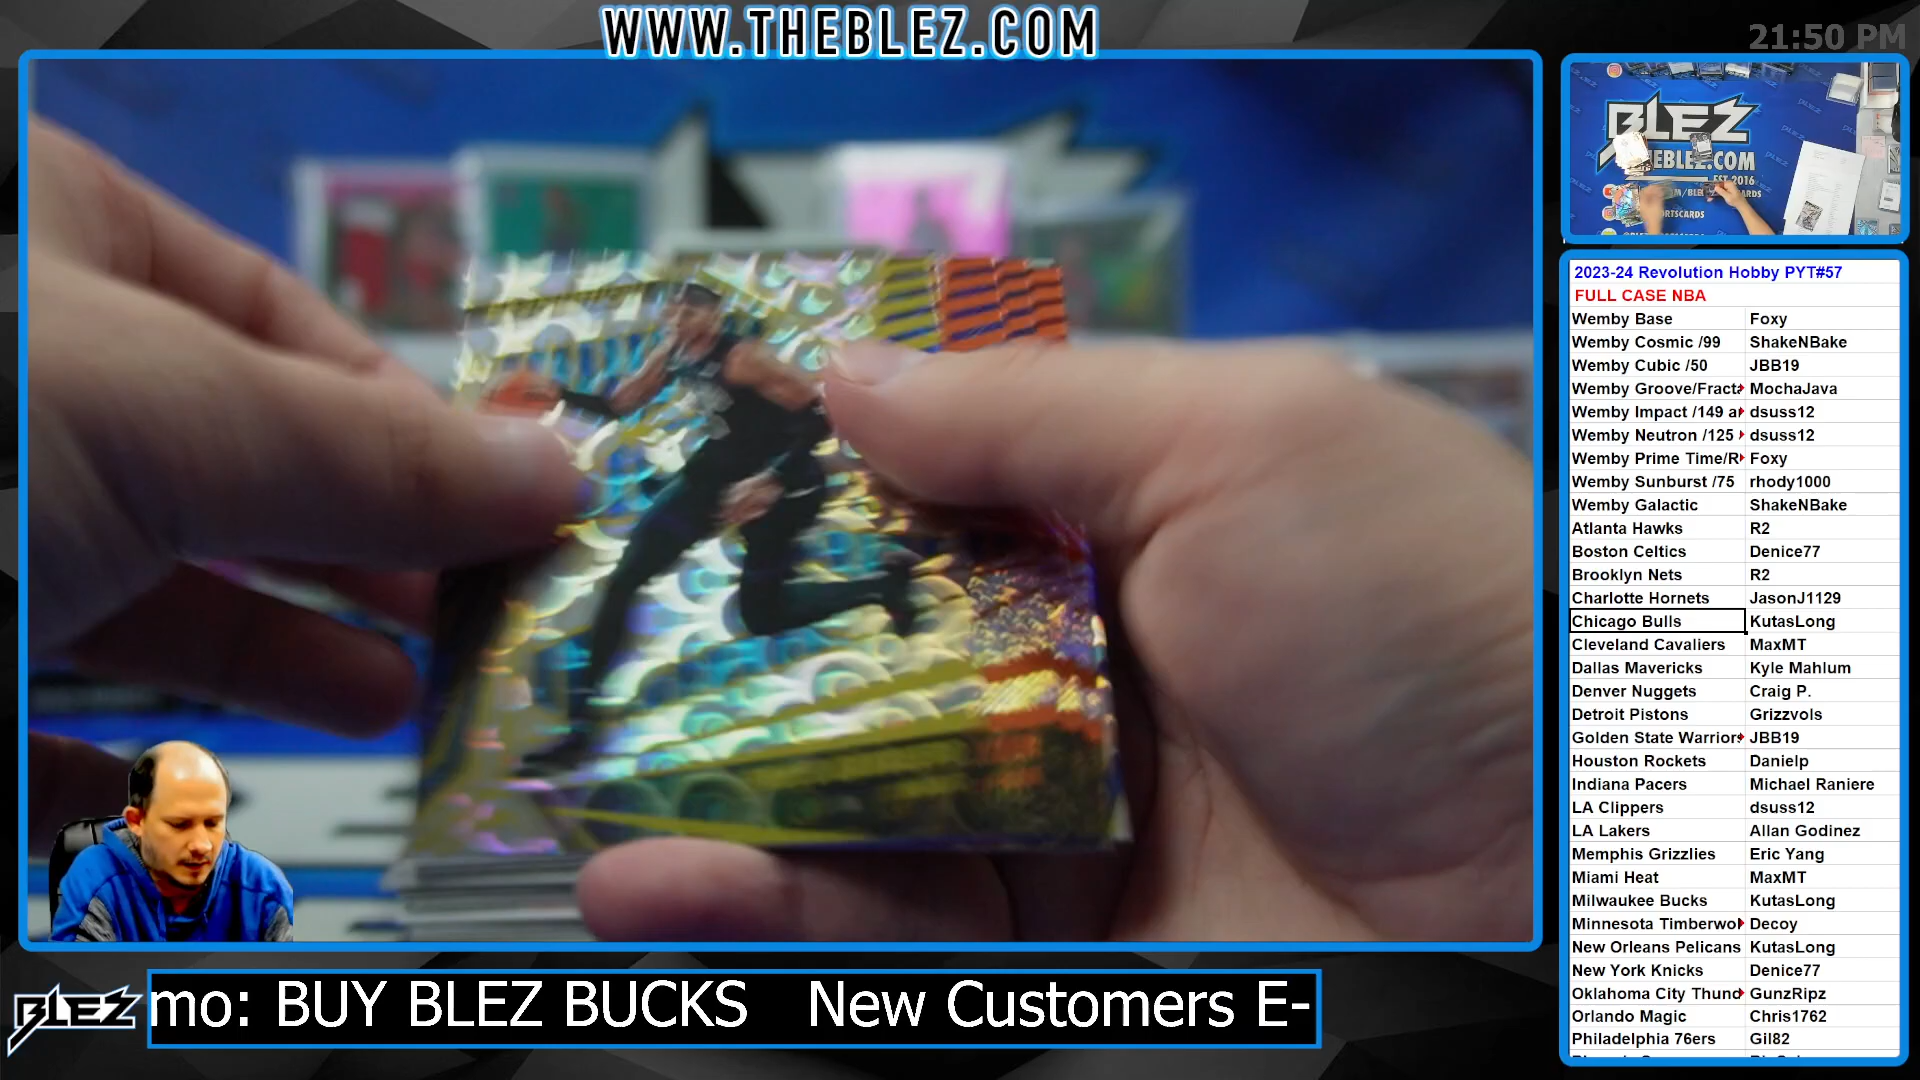 WWW.THEBLEZ.COM
21:50 PM
BLEZ
THEBLEZ.COM
EST 2016
2023-24 Revolution Hobby PYT#57
FULL CASE NBA
Wemby Base Foxy
Wemby Cosmic /99 ShakeNBake
Wemby Cubic /50 JBB19
Wemby Groove/Fract MochaJava
Wemby Impact /149 a dsuss12
Wemby Neutron /125 dsuss12
Wemby Prime Time/R Foxy
Wemby Sunburst /75 rhody1000
Wemby Galactic ShakeNBake
Atlanta Hawks R2
Boston Celtics Denice77
Brooklyn Nets R2
Charlotte Hornets JasonJ1129
Chicago Bulls KutasLong
Cleveland Cavaliers MaxMT
Dallas Mavericks Kyle Mahlum
Denver Nuggets Craig P.
Detroit Pistons Grizzvols
Golden State Warriors JBB19
Houston Rockets Danielp
Indiana Pacers Michael Raniere
LA Clippers dsuss12
LA Lakers Allan Godinez
Memphis Grizzlies Eric Yang
Miami Heat MaxMT
Milwaukee Bucks KutasLong
Minnesota Timberwol Decoy
New Orleans Pelicans KutasLong
New York Knicks Denice77
Oklahoma City Thund GunzRipz
Orlando Magic Chris1762
Philadelphia 76ers Gil82
BLEZ
mo: BUY BLEZ BUCKS New Customers E-